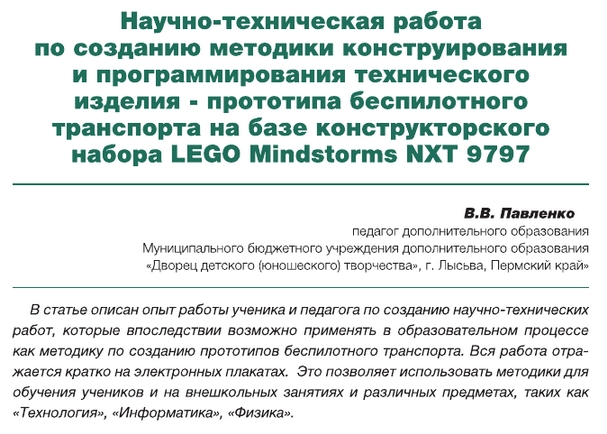 Научно-техническая работа
по созданию методики конструирования
и программирования технического
изделия - прототипа беспилотного
транспорта на базе конструкторского
набора LEGO Mindstorms NXT 9797
В.В. Павленко
педагог дополнительного образования
Муниципального бюджетного учреждения дополнительного образования
«Дворец детского (юношеского) творчества», г. Лысьва, Пермский край»
В статье описан опыт работы ученика и педагога по созданию научно-технических
работ, которые впоследствии возможно применять в образовательном процессе
как методику по созданию прототипов беспилотного транспорта. Вся работа отра-
жается кратко на электронных плакатах. Это позволяет использовать методики для
обучения учеников и на внешкольных занятиях и различных предметах, таких как
«Технология», «Информатика», «Физика».